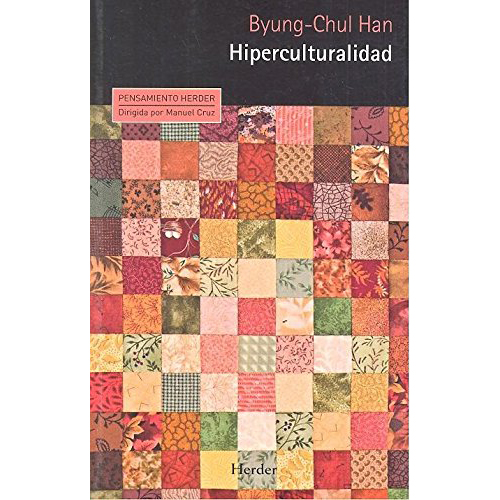 Byung-Chul Han
Hiperculturalidad
PENSAMIENTO HERDER
Dirigida por Manuel Cruz
Herder